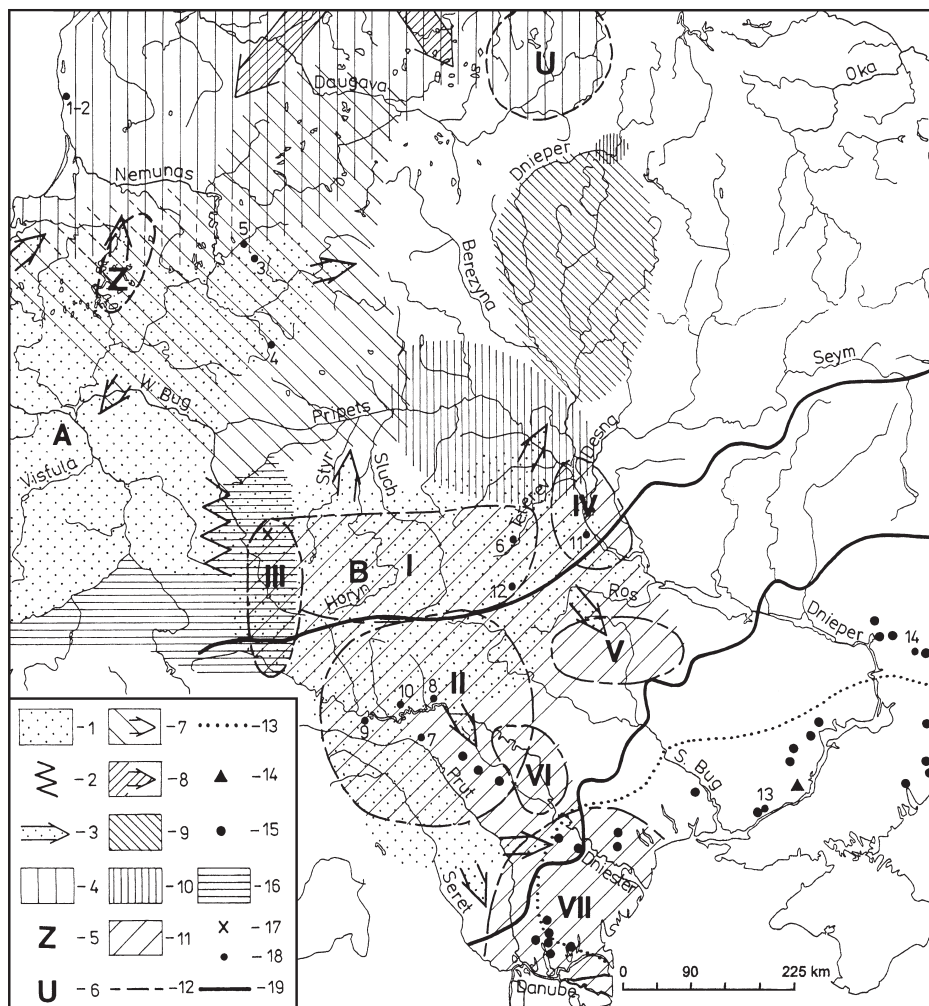 U
Oka
Daugava
1-2
Dnieper
Nemunas
5
3
Z
Berezyna
4
Seym
W. Bug
Pripets
A
Desna
Vistula
Styr
Sluch
Teterev
IV
6
11
III
B
I
Horyn
12
Ros
Dnieper
V
14
10
8
II
9
7
VI
Prut
S. Bug
13
Dniester
Seret
VII
Danube
0 90 225 km
1
7
13
2
8
14
3
9
15
4
10
16
Z
5
11
x
17
18
U
6
12
19